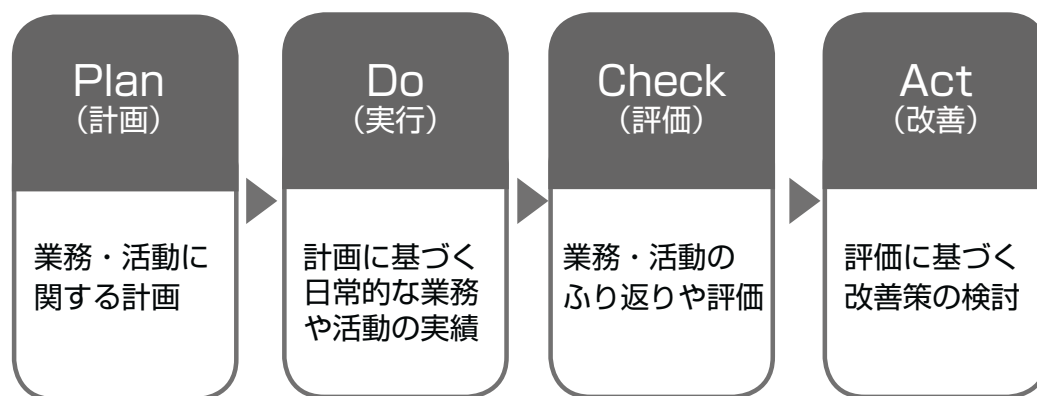 Plan
（計画）
業務・活動に
関する計画
Do
（実行）
計画に基づく
日常的な業務
や活動の実績
Check
（評価）
業務・活動の
ふり返りや評価
Act
（改善）
評価に基づく
改善策の検討